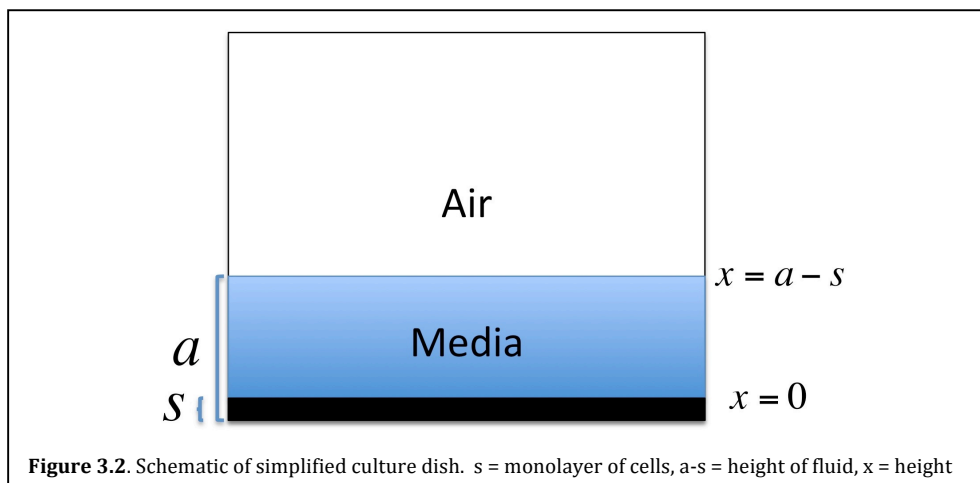 Air
x = a − s
Media
a
s
x = 0
Figure 3.2. Schematic of simplified culture dish. s = monolayer of cells, a-s = height of fluid, x = height